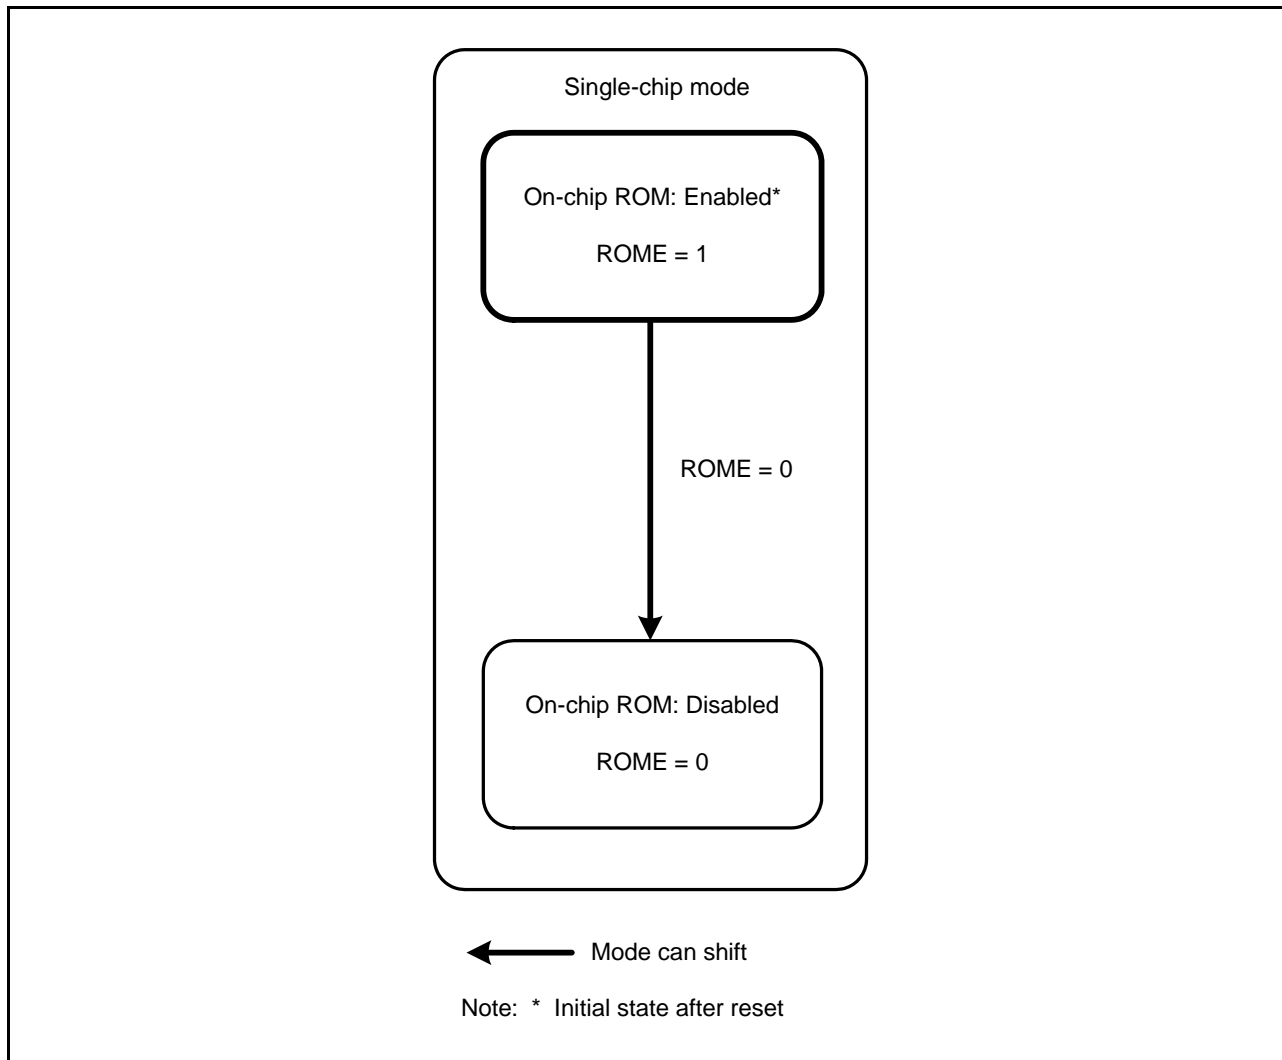 Single-chip mode
On-chip ROM: Enabled*
ROME = 1
ROME = 0
On-chip ROM: Disabled
ROME = 0
Mode can shift
Note: * Initial state after reset